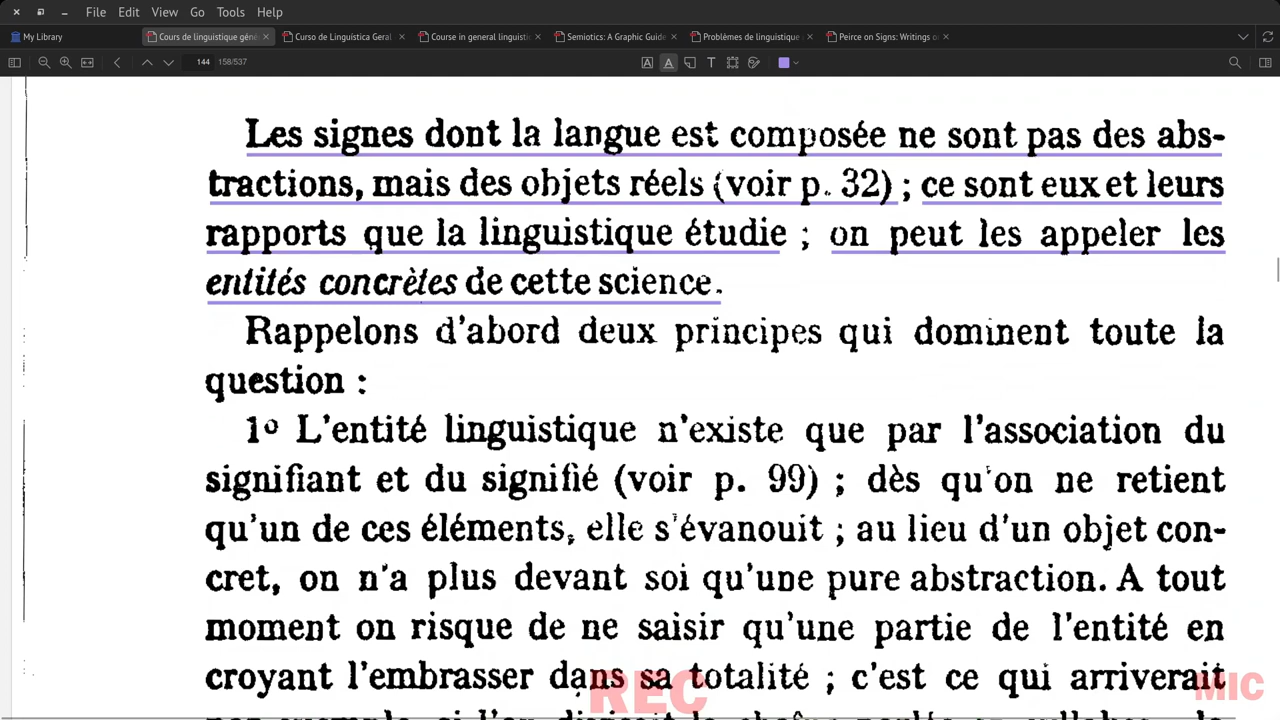 File Edit View Go Tools Help
My Library Cours de linguistique géné Curso de Linguística Geral Course in general linguisti Semiotics: A Graphic Guide Problèmes de linguistique Peirce on Signs: Writings o
144 158/537
Les signes dont la langue est composée ne sont pas des abs-
tractions, mais des objets réels (voir p. 32) ; ce sont eux et leurs
rapports que la linguistique étudie ; on peut les appeler les
entités concrètes de cette science.
Rappelons d'abord deux principes qui dominent toute la
question :
1º L'entité linguistique n'existe que par l'association du
signifiant et du signifié (voir p. 99) ; dès qu'on ne retient
qu'un de ces éléments, elle s'évanouit ; au lieu d'un objet con-
cret, on n'a plus devant soi qu'une pure abstraction. A tout
moment on risque de ne saisir qu'une partie de l'entité en
croyant l'embrasser dans sa totalité ; c'est ce qui arriverait
REC
MIC